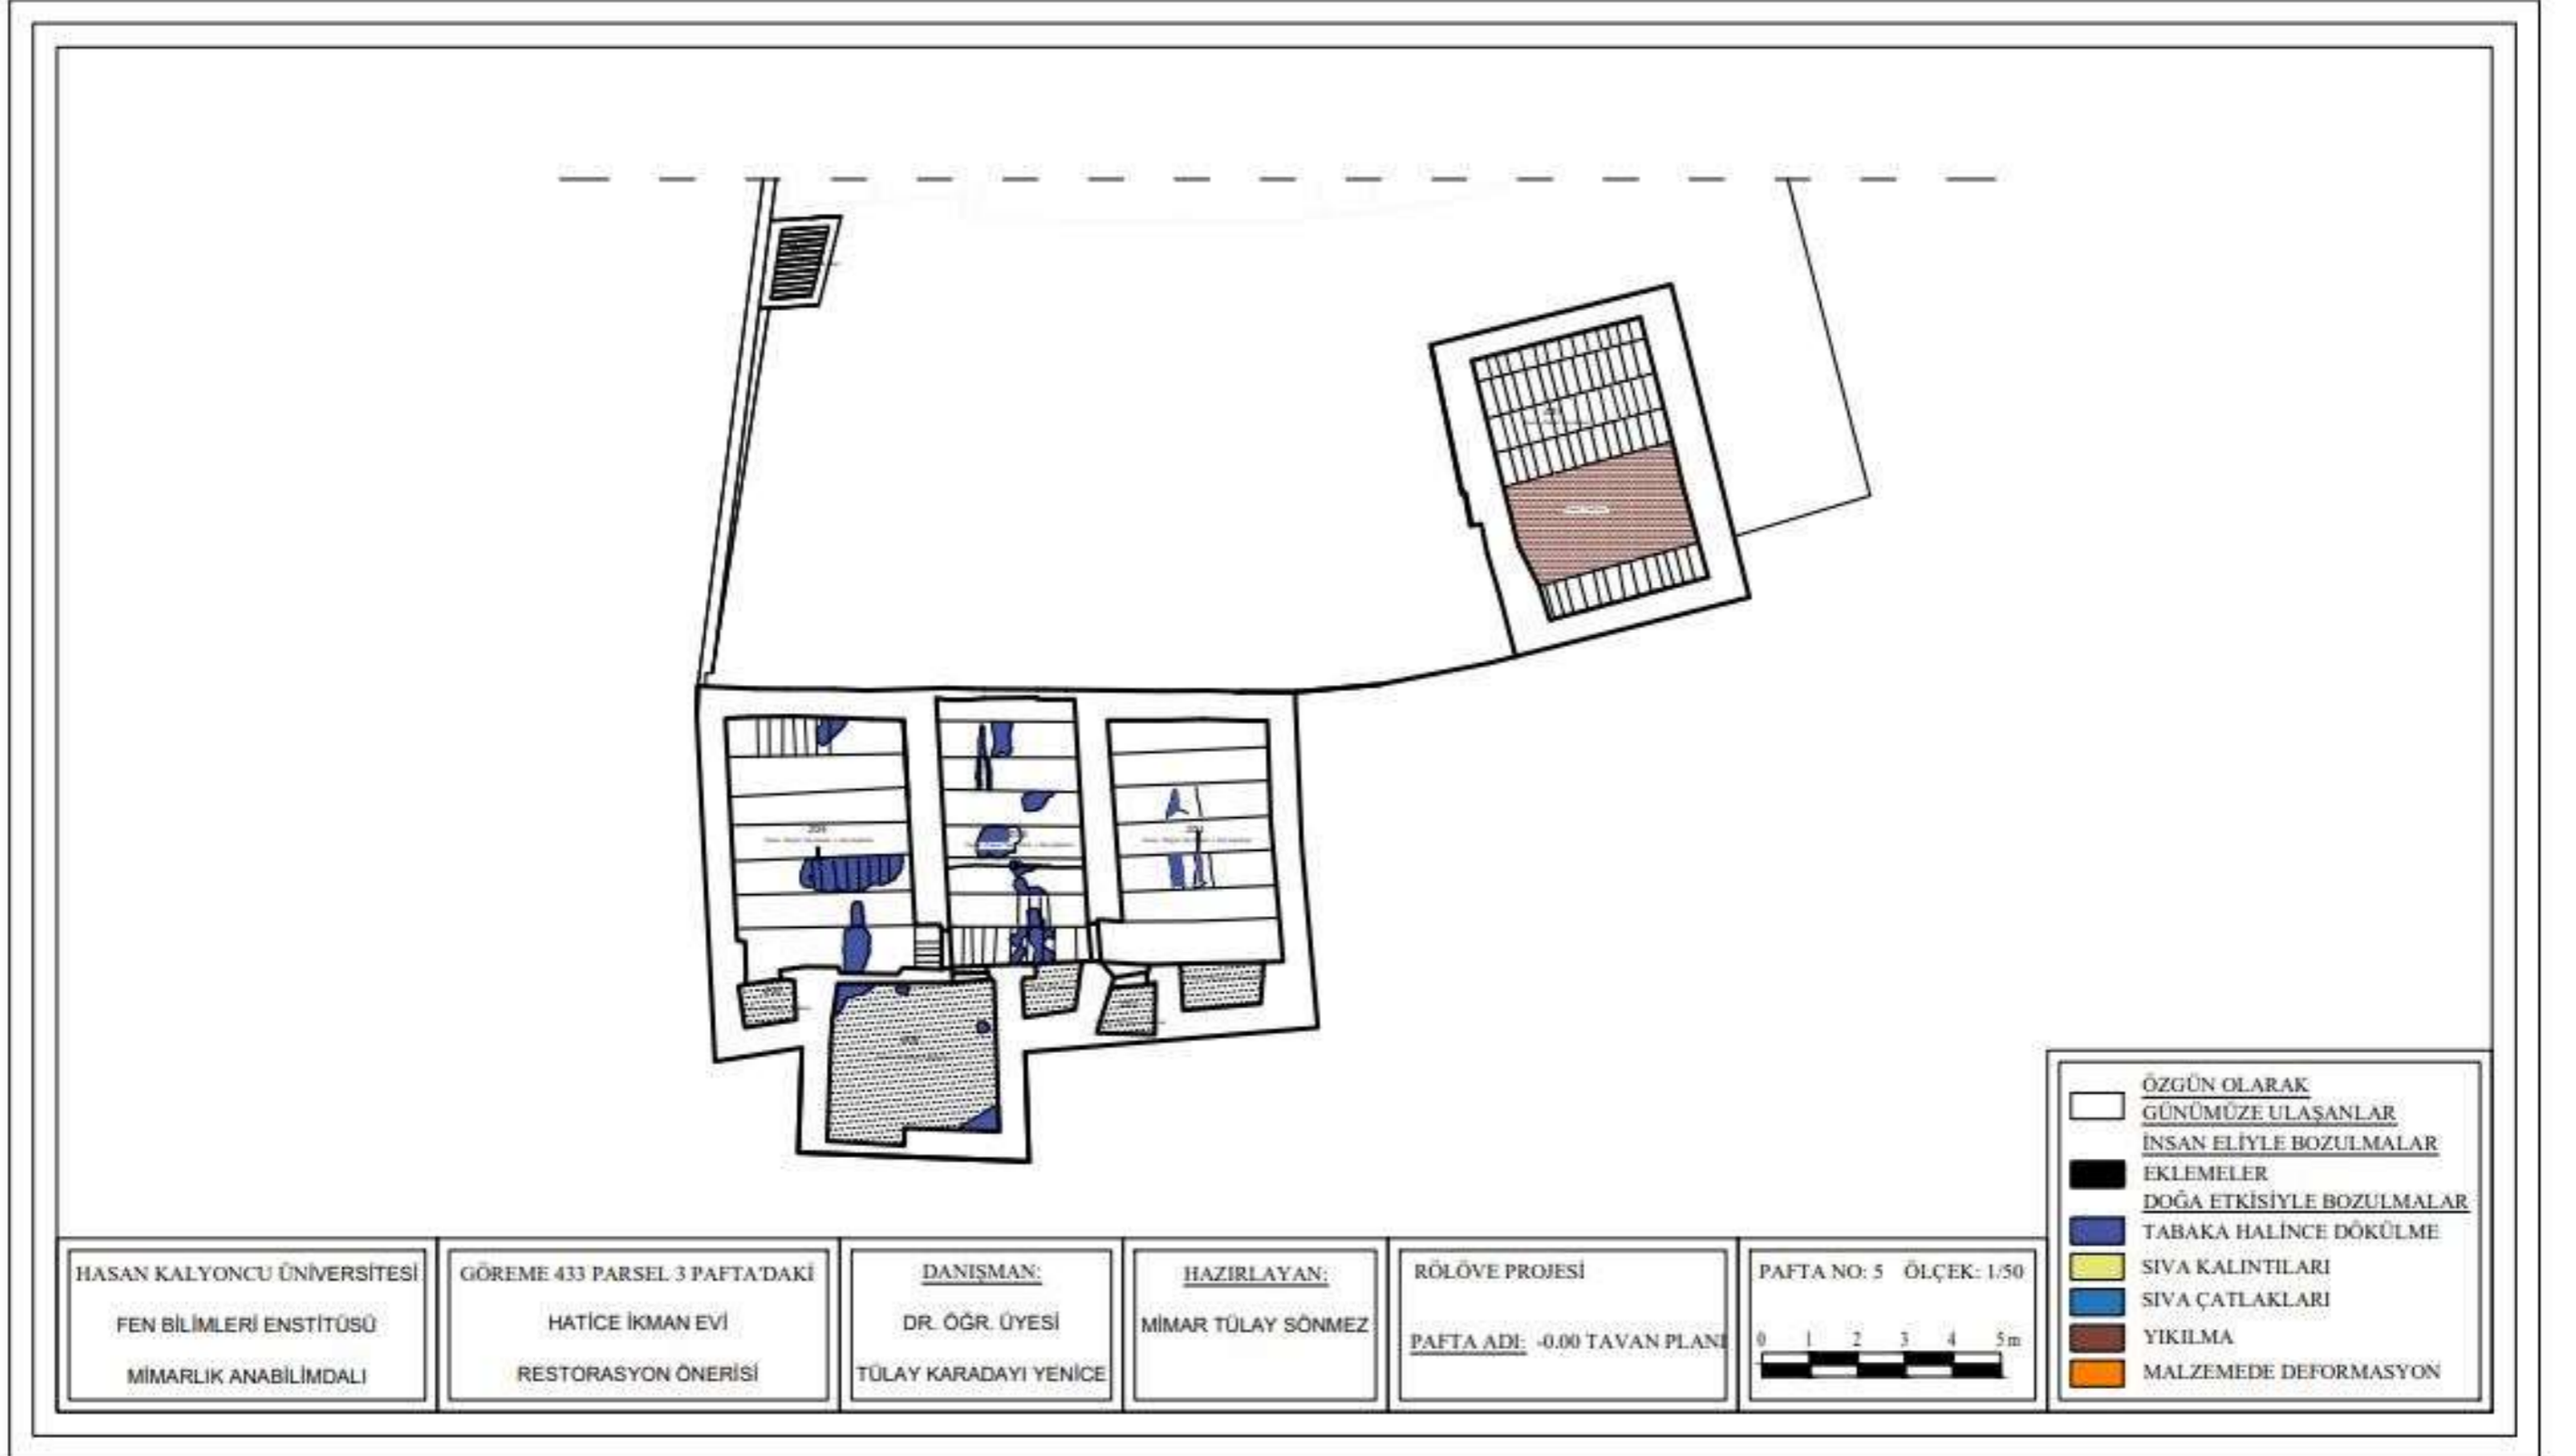 ÖZGÜN OLARAK
GÜNÜMÜZE ULAŞANLAR
İNSAN ELİYLE BOZULMALAR
EKLEMELER
DOĞA ETKİSİYLE BOZULMALAR
TABAKA HALİNCE DÖKÜLME
SIVA KALINTILARI
SIVA ÇATLAKLARI
YIKILMA
MALZEMEDE DEFORMASYON
HASAN KALYONCU ÜNİVERSİTESİ
FEN BİLİMLERİ ENSTİTÜSÜ
MİMARLIK ANABİLİMDALI
GÖREME 433 PARSEL 3 PAFTA'DAKİ
HATİCE İKMAN EVİ
RESTORASYON ÖNERİSİ
DANIŞMAN:
DR. ÖĞR. ÜYESİ
TÜLAY KARADAYI YENİCE
HAZIRLAYAN:
MİMAR TÜLAY SÖNMEZ
RÖLÖVE PROJESİ
PAFTA ADI: -0.00 TAVAN PLANI
PAFTA NO: 5 ÖLÇEK: 1/50
0 1 2 3 4 5m